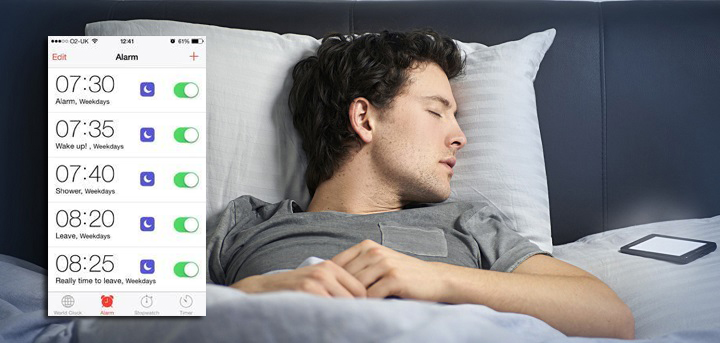 O2-UK 12:41 61%
Edit Alarm +
07:30
Alarm, Weekdays
07:35
Wake up! , Weekdays
07:40
Shower, Weekdays
08:20
Leave, Weekdays
08:25
Really time to leave, Weekdays
World Clock Alarm Stopwatch Timer